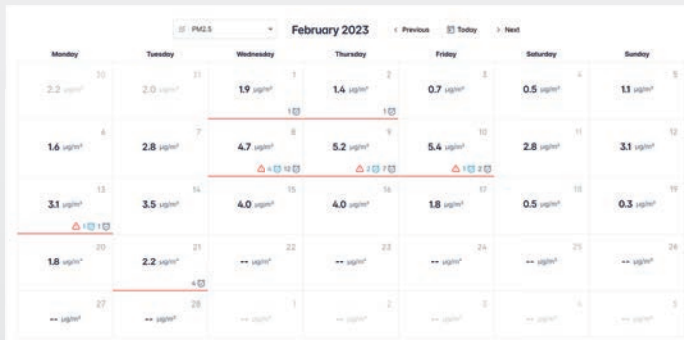 PM2.5 February 2023 Previous Today Next
Monday Tuesday Wednesday Thursday Friday Saturday Sunday
30 31 1 2 3 4 5
2.2 µg/m³ 2.0 µg/m³ 1.9 µg/m³ 1.4 µg/m³ 0.7 µg/m³ 0.5 µg/m³ 1.1 µg/m³
1 1
6 7 8 9 10 11 12
1.6 µg/m³ 2.8 µg/m³ 4.7 µg/m³ 5.2 µg/m³ 5.4 µg/m³ 2.8 µg/m³ 3.1 µg/m³
4 12 2 7 1 2
13 14 15 16 17 18 19
3.1 µg/m³ 3.5 µg/m³ 4.0 µg/m³ 4.0 µg/m³ 1.8 µg/m³ 0.5 µg/m³ 0.3 µg/m³
1 1
20 21 22 23 24 25 26
1.8 µg/m³ 2.2 µg/m³ -- µg/m³ -- µg/m³ -- µg/m³ -- µg/m³ -- µg/m³
4
27 28 1 2 3 4 5
-- µg/m³ -- µg/m³ -- µg/m³ -- µg/m³ -- µg/m³ -- µg/m³ -- µg/m³